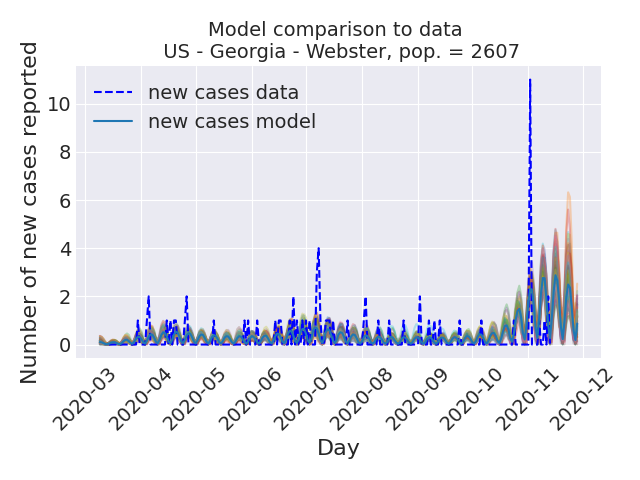 Model comparison to data
US - Georgia - Webster, pop. = 2607
Number of new cases reported
10
8
6
4
2
0
new cases data
new cases model
2020-03
2020-04
2020-05
2020-06
2020-07
2020-08
2020-09
2020-10
2020-11
2020-12
Day